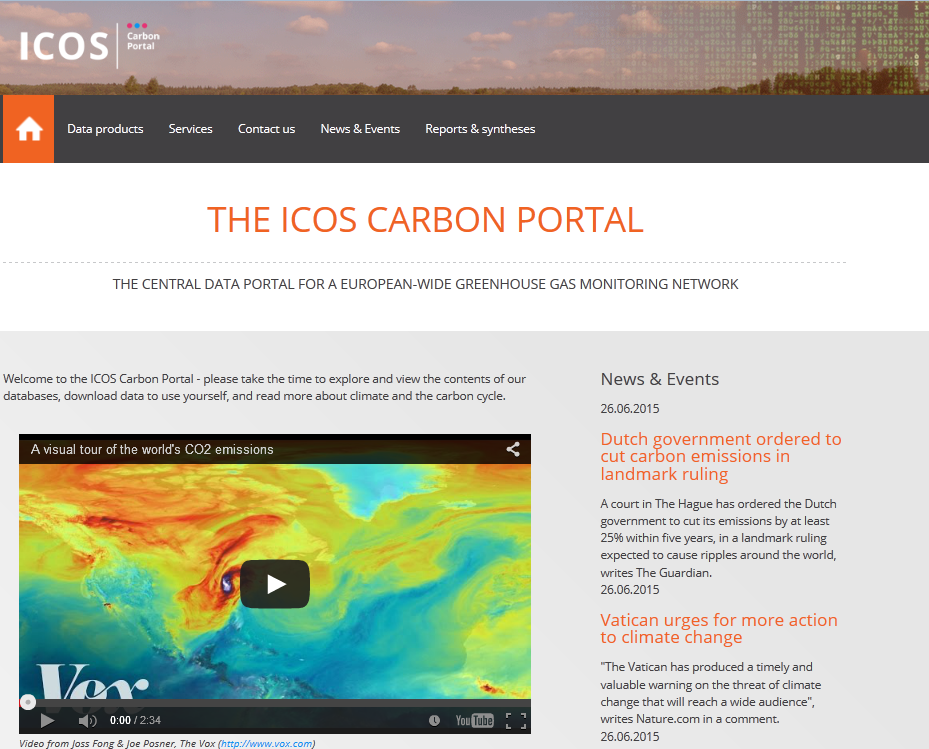 ICOS
Carbon
Portal
Data products Services Contact us News & Events Reports & syntheses
THE ICOS CARBON PORTAL
THE CENTRAL DATA PORTAL FOR A EUROPEAN-WIDE GREENHOUSE GAS MONITORING NETWORK
Welcome to the ICOS Carbon Portal - please take the time to explore and view the contents of our
databases, download data to use yourself, and read more about climate and the carbon cycle.
A visual tour of the world's CO2 emissions
Vox
0:00 / 2:34
YouTube
Video from Joss Fong & Joe Posner, The Vox (http://www.vox.com)
News & Events
26.06.2015
Dutch government ordered to
cut carbon emissions in
landmark ruling
A court in The Hague has ordered the Dutch
government to cut its emissions by at least
25% within five years, in a landmark ruling
expected to cause ripples around the world,
writes The Guardian.
26.06.2015
Vatican urges for more action
to climate change
"The Vatican has produced a timely and
valuable warning on the threat of climate
change that will reach a wide audience",
writes Nature.com in a comment.
26.06.2015